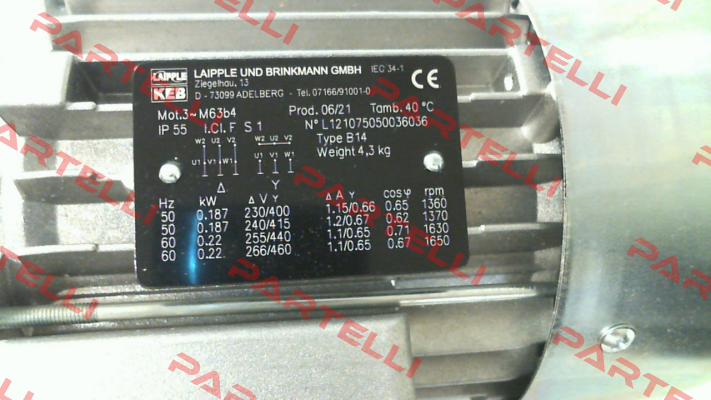 LAIPPLE
KEB
LAIPPLE UND BRINKMANN GMBH IEC 34-1
Ziegelhau, 13
D - 73099 ADELBERG - Tel. 07166/91001-0
CE
Mot.3~M63b4 Prod. 06/21 Tamb. 40 °C
IP 55 I.Cl. F S 1 N° L121075050036036
Type B14
Weight 4,3 kg
W2 U2 V2 W2 U2 V2
U1 V1 W1 U1 V1 W1
Δ Y
Hz kW Δ V Y Δ A Y cosφ rpm
50 0.187 230/400 1.15/0.66 0.65 1360
50 0.187 240/415 1.2/0.67 0.62 1370
60 0.22 255/440 1.1/0.65 0.71 1630
60 0.22 266/460 1.1/0.65 0.67 1650
PARTELLI
PARTELLI
PARTELLI
PARTELLI
PARTELLI
PARTELLI